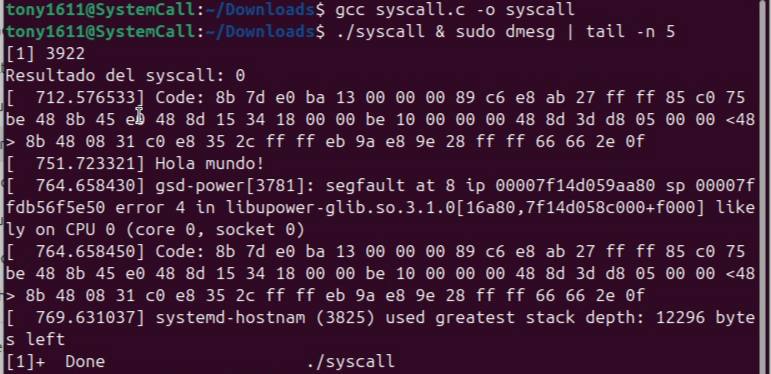 tony1611@SystemCall:~/Downloads$ gcc syscall.c -o syscall
tony1611@SystemCall:~/Downloads$ ./syscall & sudo dmesg | tail -n 5
[1] 3922
Resultado del syscall: 0
[  712.576533] Code: 8b 7d e0 ba 13 00 00 00 89 c6 e8 ab 27 ff ff 85 c0 75
be 48 8b 45 e0 48 8d 15 34 18 00 00 be 10 00 00 00 48 8d 3d d8 05 00 00 <48
> 8b 48 08 31 c0 e8 35 2c ff ff eb 9a e8 9e 28 ff ff 66 66 2e 0f
[  751.723321] Hola mundo!
[  764.658430] gsd-power[3781]: segfault at 8 ip 00007f14d059aa80 sp 00007f
fdb56f5e50 error 4 in libupower-glib.so.3.1.0[16a80,7f14d058c000+f000] like
ly on CPU 0 (core 0, socket 0)
[  764.658450] Code: 8b 7d e0 ba 13 00 00 00 89 c6 e8 ab 27 ff ff 85 c0 75
be 48 8b 45 e0 48 8d 15 34 18 00 00 be 10 00 00 00 48 8d 3d d8 05 00 00 <48
> 8b 48 08 31 c0 e8 35 2c ff ff eb 9a e8 9e 28 ff ff 66 66 2e 0f
[  769.631037] systemd-hostnam (3825) used greatest stack depth: 12296 byte
s left
[1]+  Done                    ./syscall